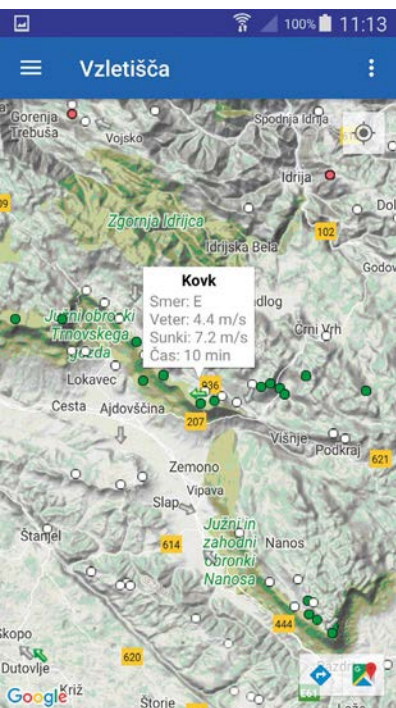 100% 11:13
Vzletišča
Gorenja
Trebuša
Vojsko
Spodnja Idrija
Idrija
Zgornja Idrijca
102
Idrijska Bela
Godov
Kovk
Smer: E
Veter: 4.4 m/s
Sunki: 7.2 m/s
Čas: 10 min
dlog
Južni obronki
Trnovskega
gozda
Črni Vrh
Lokavec
936
Cesta
Ajdovščina
207
Višnje
Podkraj
621
Zemono
Vipava
Slap
Štanjel
614
Južni in
zahodni
obronki
Nanosa
Nanos
444
Skopo
620
Dutovlje
Križ
Google
Štorje
E61